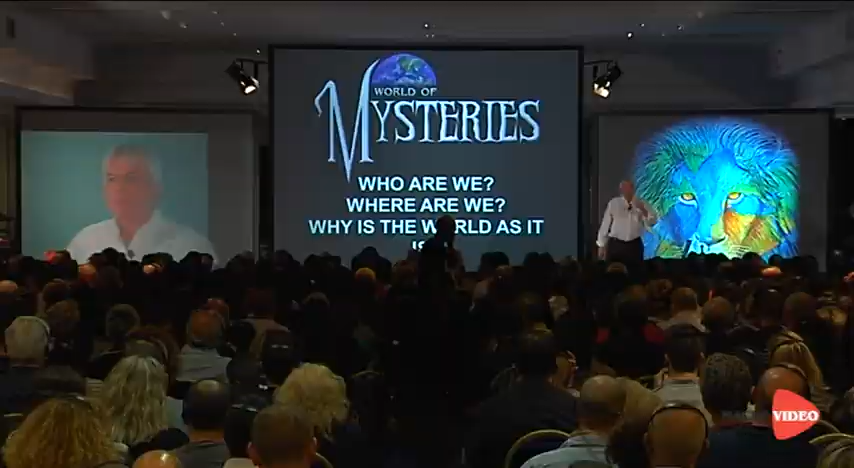 WORLD OF
MYSTERIES
WHO ARE WE?
WHERE ARE WE?
WHY IS THE WORLD AS IT
VIDEO